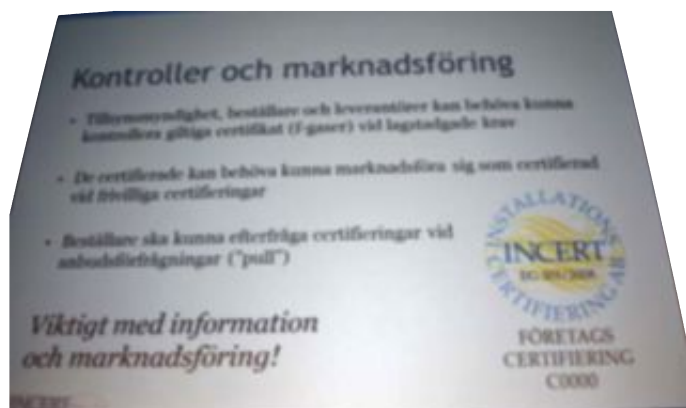 Kontroller och marknadsföring
• Tillsynsmyndighet, beställare och leverantörer kan behöva kunna
kontrollera giltiga certifikat (f-gaser) vid lagstadgade krav
• De certifierade kan behöva kunna marknadsföra sig som certifierad
vid frivilliga certifieringar
• Beställare ska kunna efterfråga certifieringar vid
anbudsförfrågningar ("pull")
Viktigt med information
och marknadsföring!
INSTALLATIONS
INCERT
CERTIFIERING AB
FÖRETAGS
CERTIFIERING
C0000
INCERT